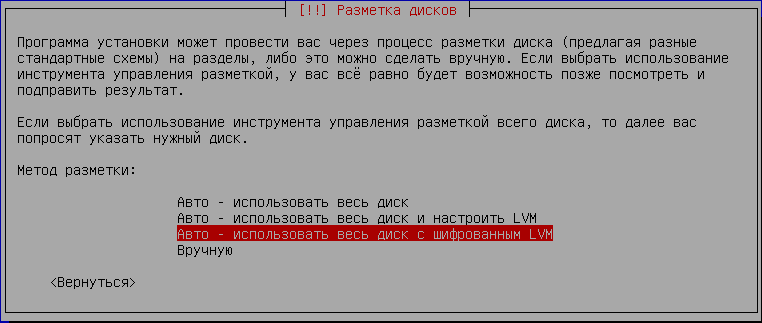 [!!] Разметка дисков
Программа установки может провести вас через процесс разметки диска (предлагая разные
стандартные схемы) на разделы, либо это можно сделать вручную. Если выбрать использование
инструмента управления разметкой, у вас всё равно будет возможность позже посмотреть и
подправить результат.
Если выбрать использование инструмента управления разметкой всего диска, то далее вас
попросят указать нужный диск.
Метод разметки:
Авто - использовать весь диск
Авто - использовать весь диск и настроить LVM
Авто - использовать весь диск с шифрованным LVM
Вручную
<Вернуться>